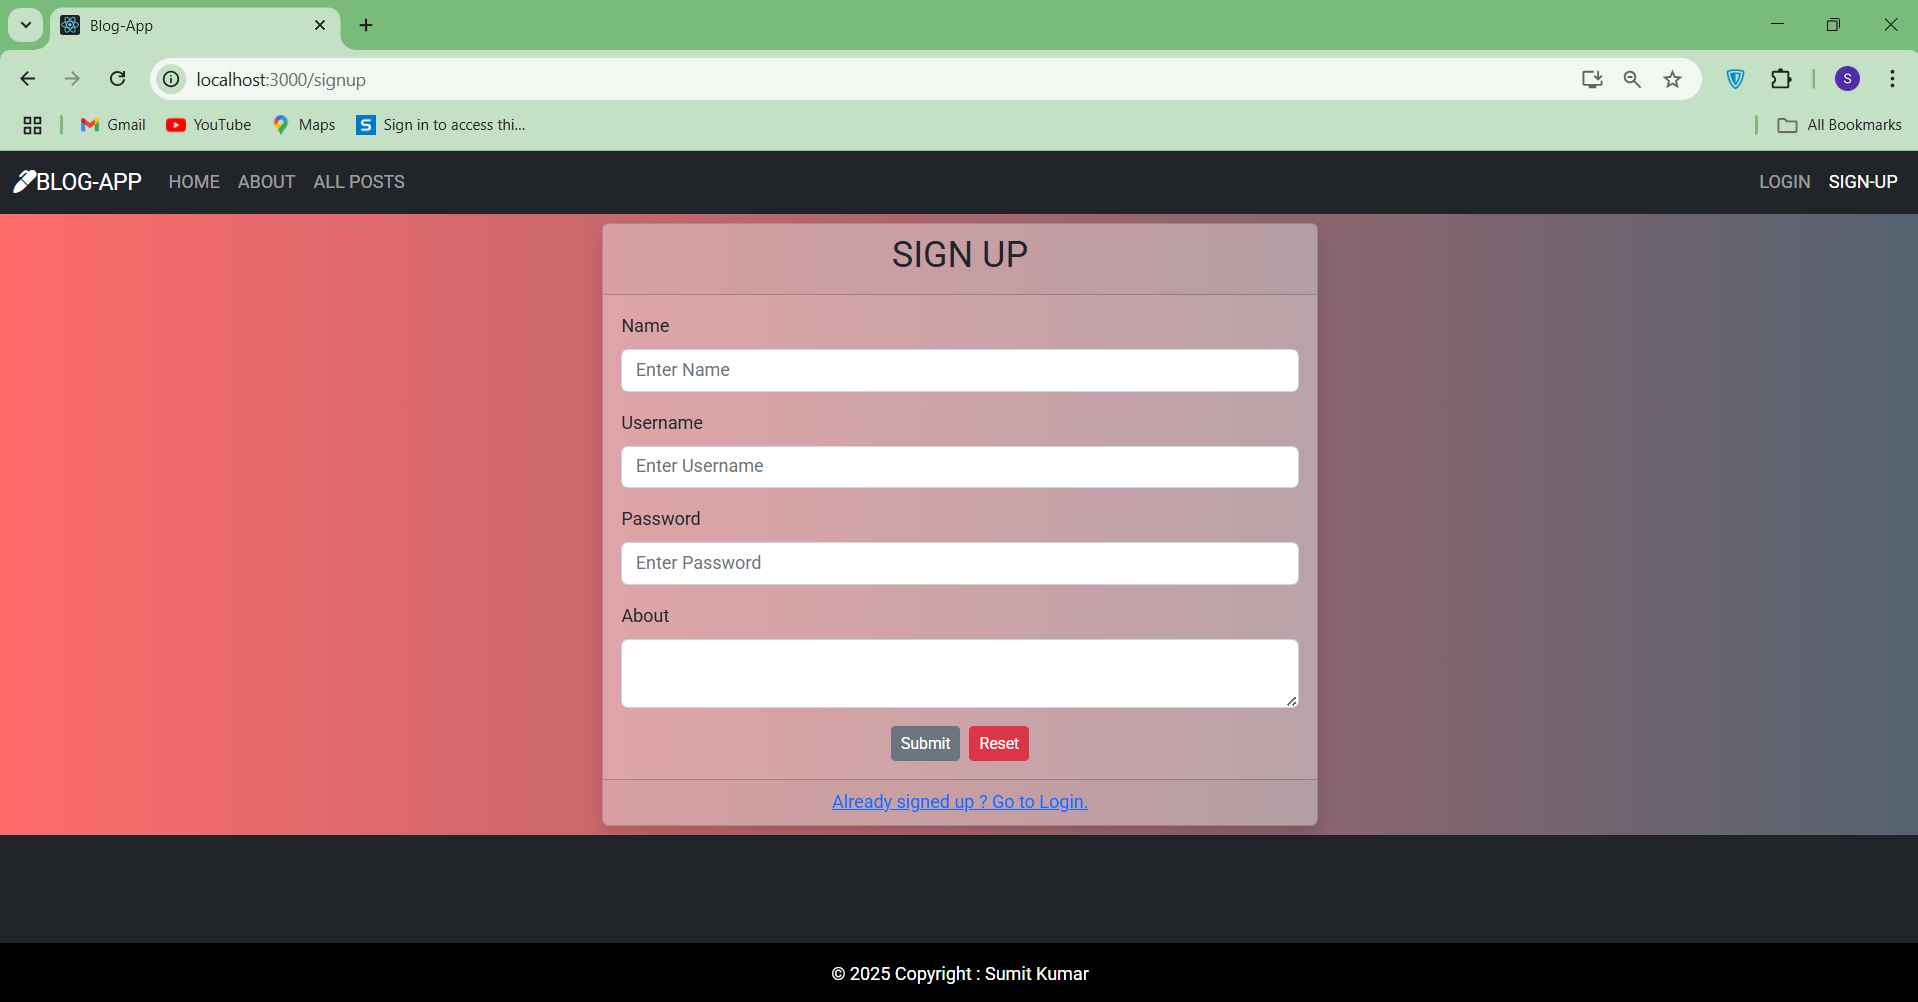 Blog-App
localhost:3000/signup
S
Gmail YouTube Maps S Sign in to access thi... All Bookmarks
BLOG-APP HOME ABOUT ALL POSTS LOGIN SIGN-UP
SIGN UP
Name
Enter Name
Username
Enter Username
Password
Enter Password
About
Submit Reset
Already signed up ? Go to Login.
© 2025 Copyright : Sumit Kumar